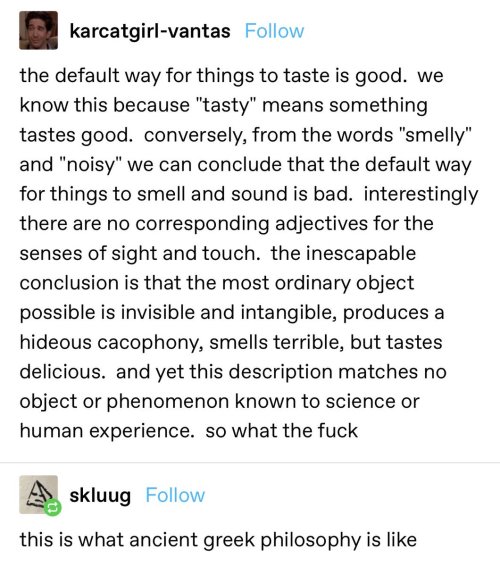 karcatgirl-vantas Follow
the default way for things to taste is good.  we
know this because "tasty" means something
tastes good.  conversely, from the words "smelly"
and "noisy" we can conclude that the default way
for things to smell and sound is bad.  interestingly
there are no corresponding adjectives for the
senses of sight and touch.  the inescapable
conclusion is that the most ordinary object
possible is invisible and intangible, produces a
hideous cacophony, smells terrible, but tastes
delicious.  and yet this description matches no
object or phenomenon known to science or
human experience.  so what the fuck
skluug Follow
this is what ancient greek philosophy is like